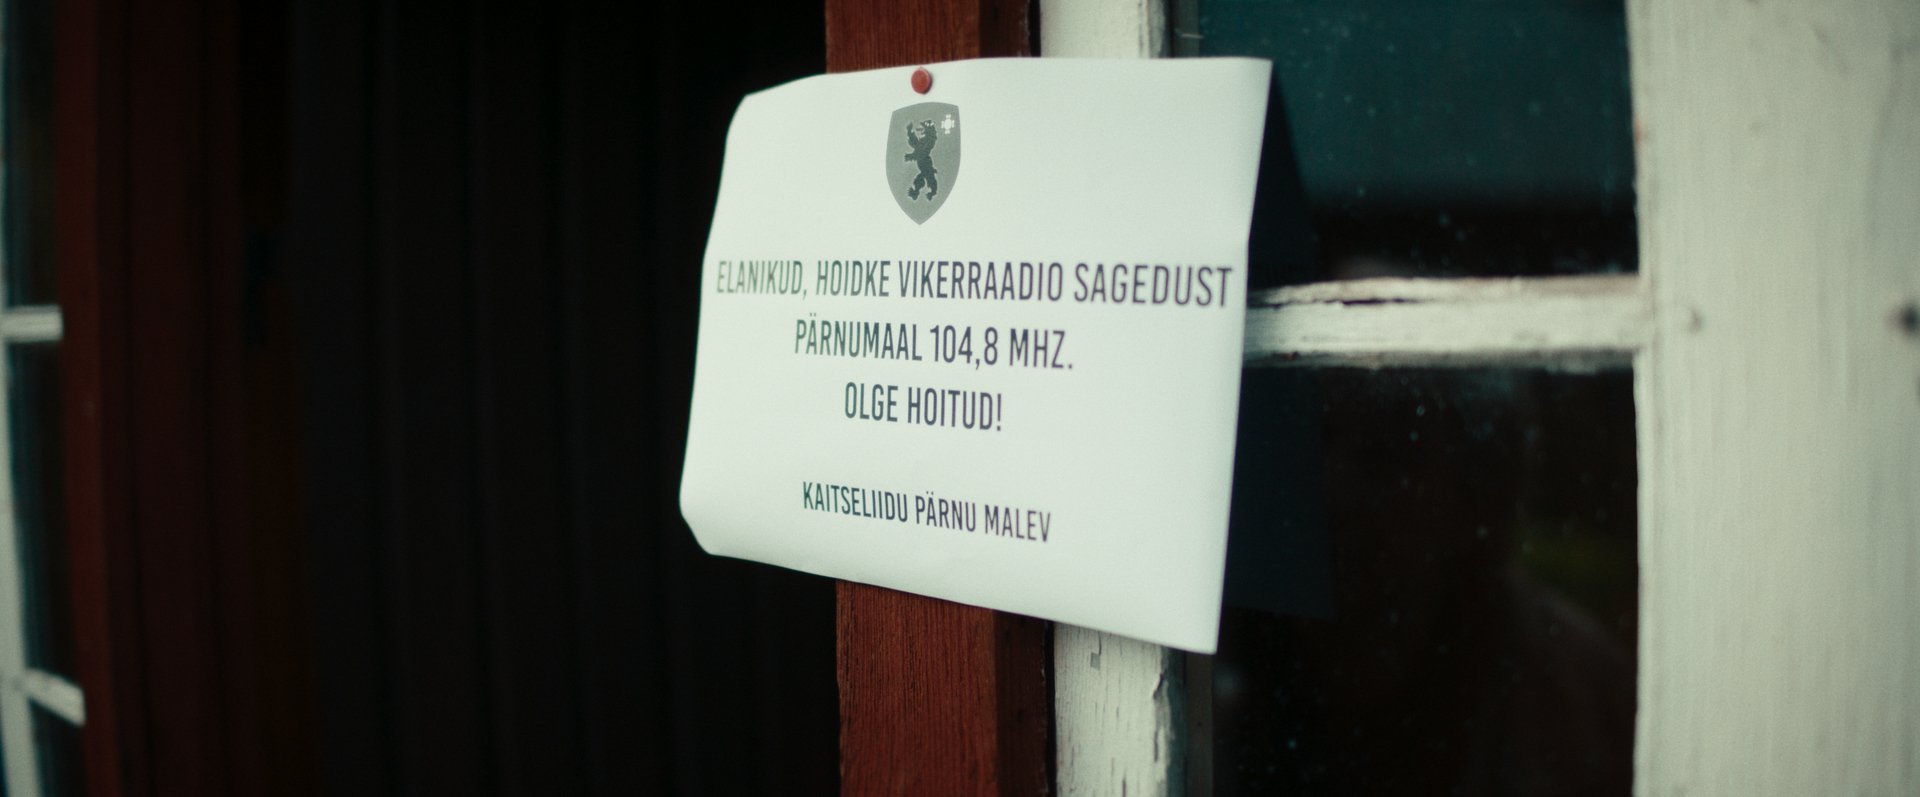 ELANIKUD, HOIDKE VIKERRAADIO SAGEDUST
PÄRNUMAAL 104,8 MHZ.
OLGE HOITUD!
KAITSELIIDU PÄRNU MALEV